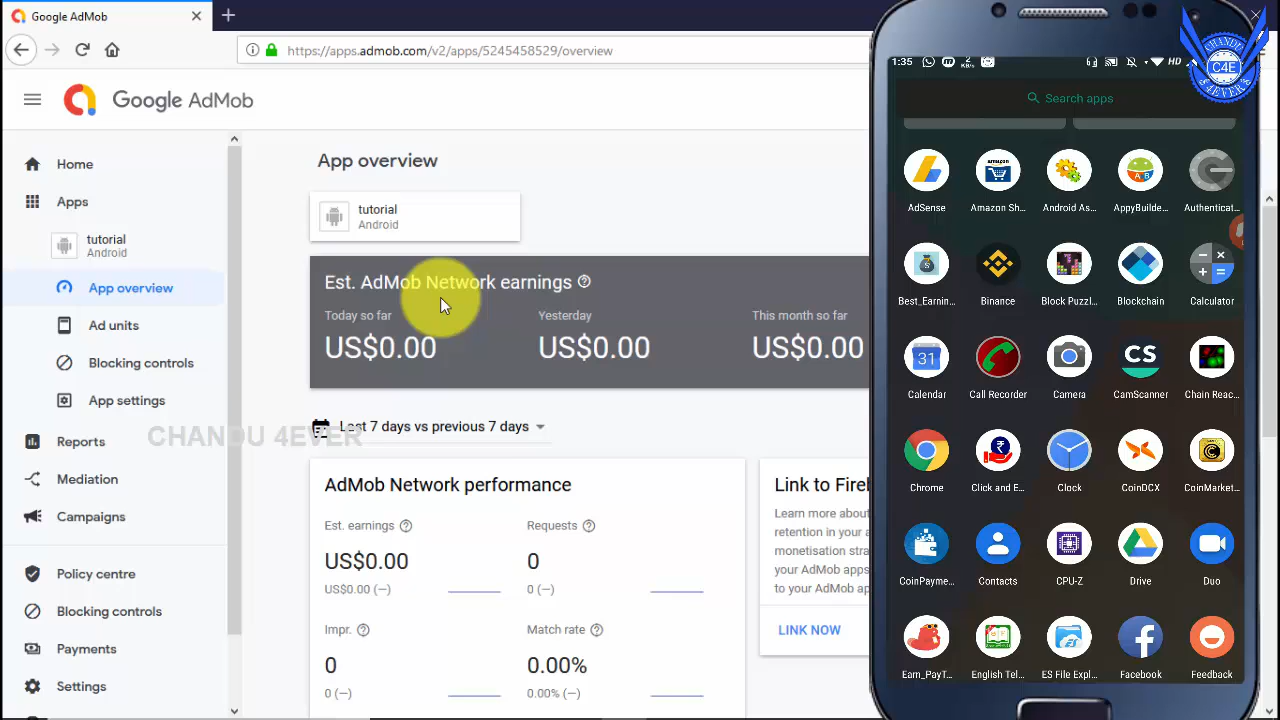 Google AdMob
https://apps.admob.com/v2/apps/5245458529/overview
Google AdMob
Home
Apps
tutorial
Android
App overview
Ad units
Blocking controls
App settings
Reports
Mediation
Campaigns
Policy centre
Blocking controls
Payments
Settings
App overview
tutorial
Android
Est. AdMob Network earnings
Today so far
US$0.00
Yesterday
US$0.00
This month so far
US$0.00
Last 7 days vs previous 7 days
CHANDU 4EVER
AdMob Network performance
Est. earnings
US$0.00
US$0.00 (—)
Requests
0
0 (—)
Impr.
0
0 (—)
Match rate
0.00%
0.00% (—)
Link to Fire
Learn more about
retention in your a
monetisation stra
your AdMob apps
to your AdMob ap
LINK NOW
1:35
HD
CHANDU
C4E
4EVER
Search apps
AdSense
Amazon Sh...
Android As...
AppyBuilde...
Authenticat...
Best_Earnin...
Binance
Block Puzzl...
Blockchain
Calculator
Calendar
Call Recorder
Camera
CamScanner
Chain Reac...
Chrome
Click and E...
Clock
CoinDCX
CoinMarket...
CoinPayme...
Contacts
CPU-Z
Drive
Duo
Earn_PayT...
English Tel...
ES File Expl...
Facebook
Feedback